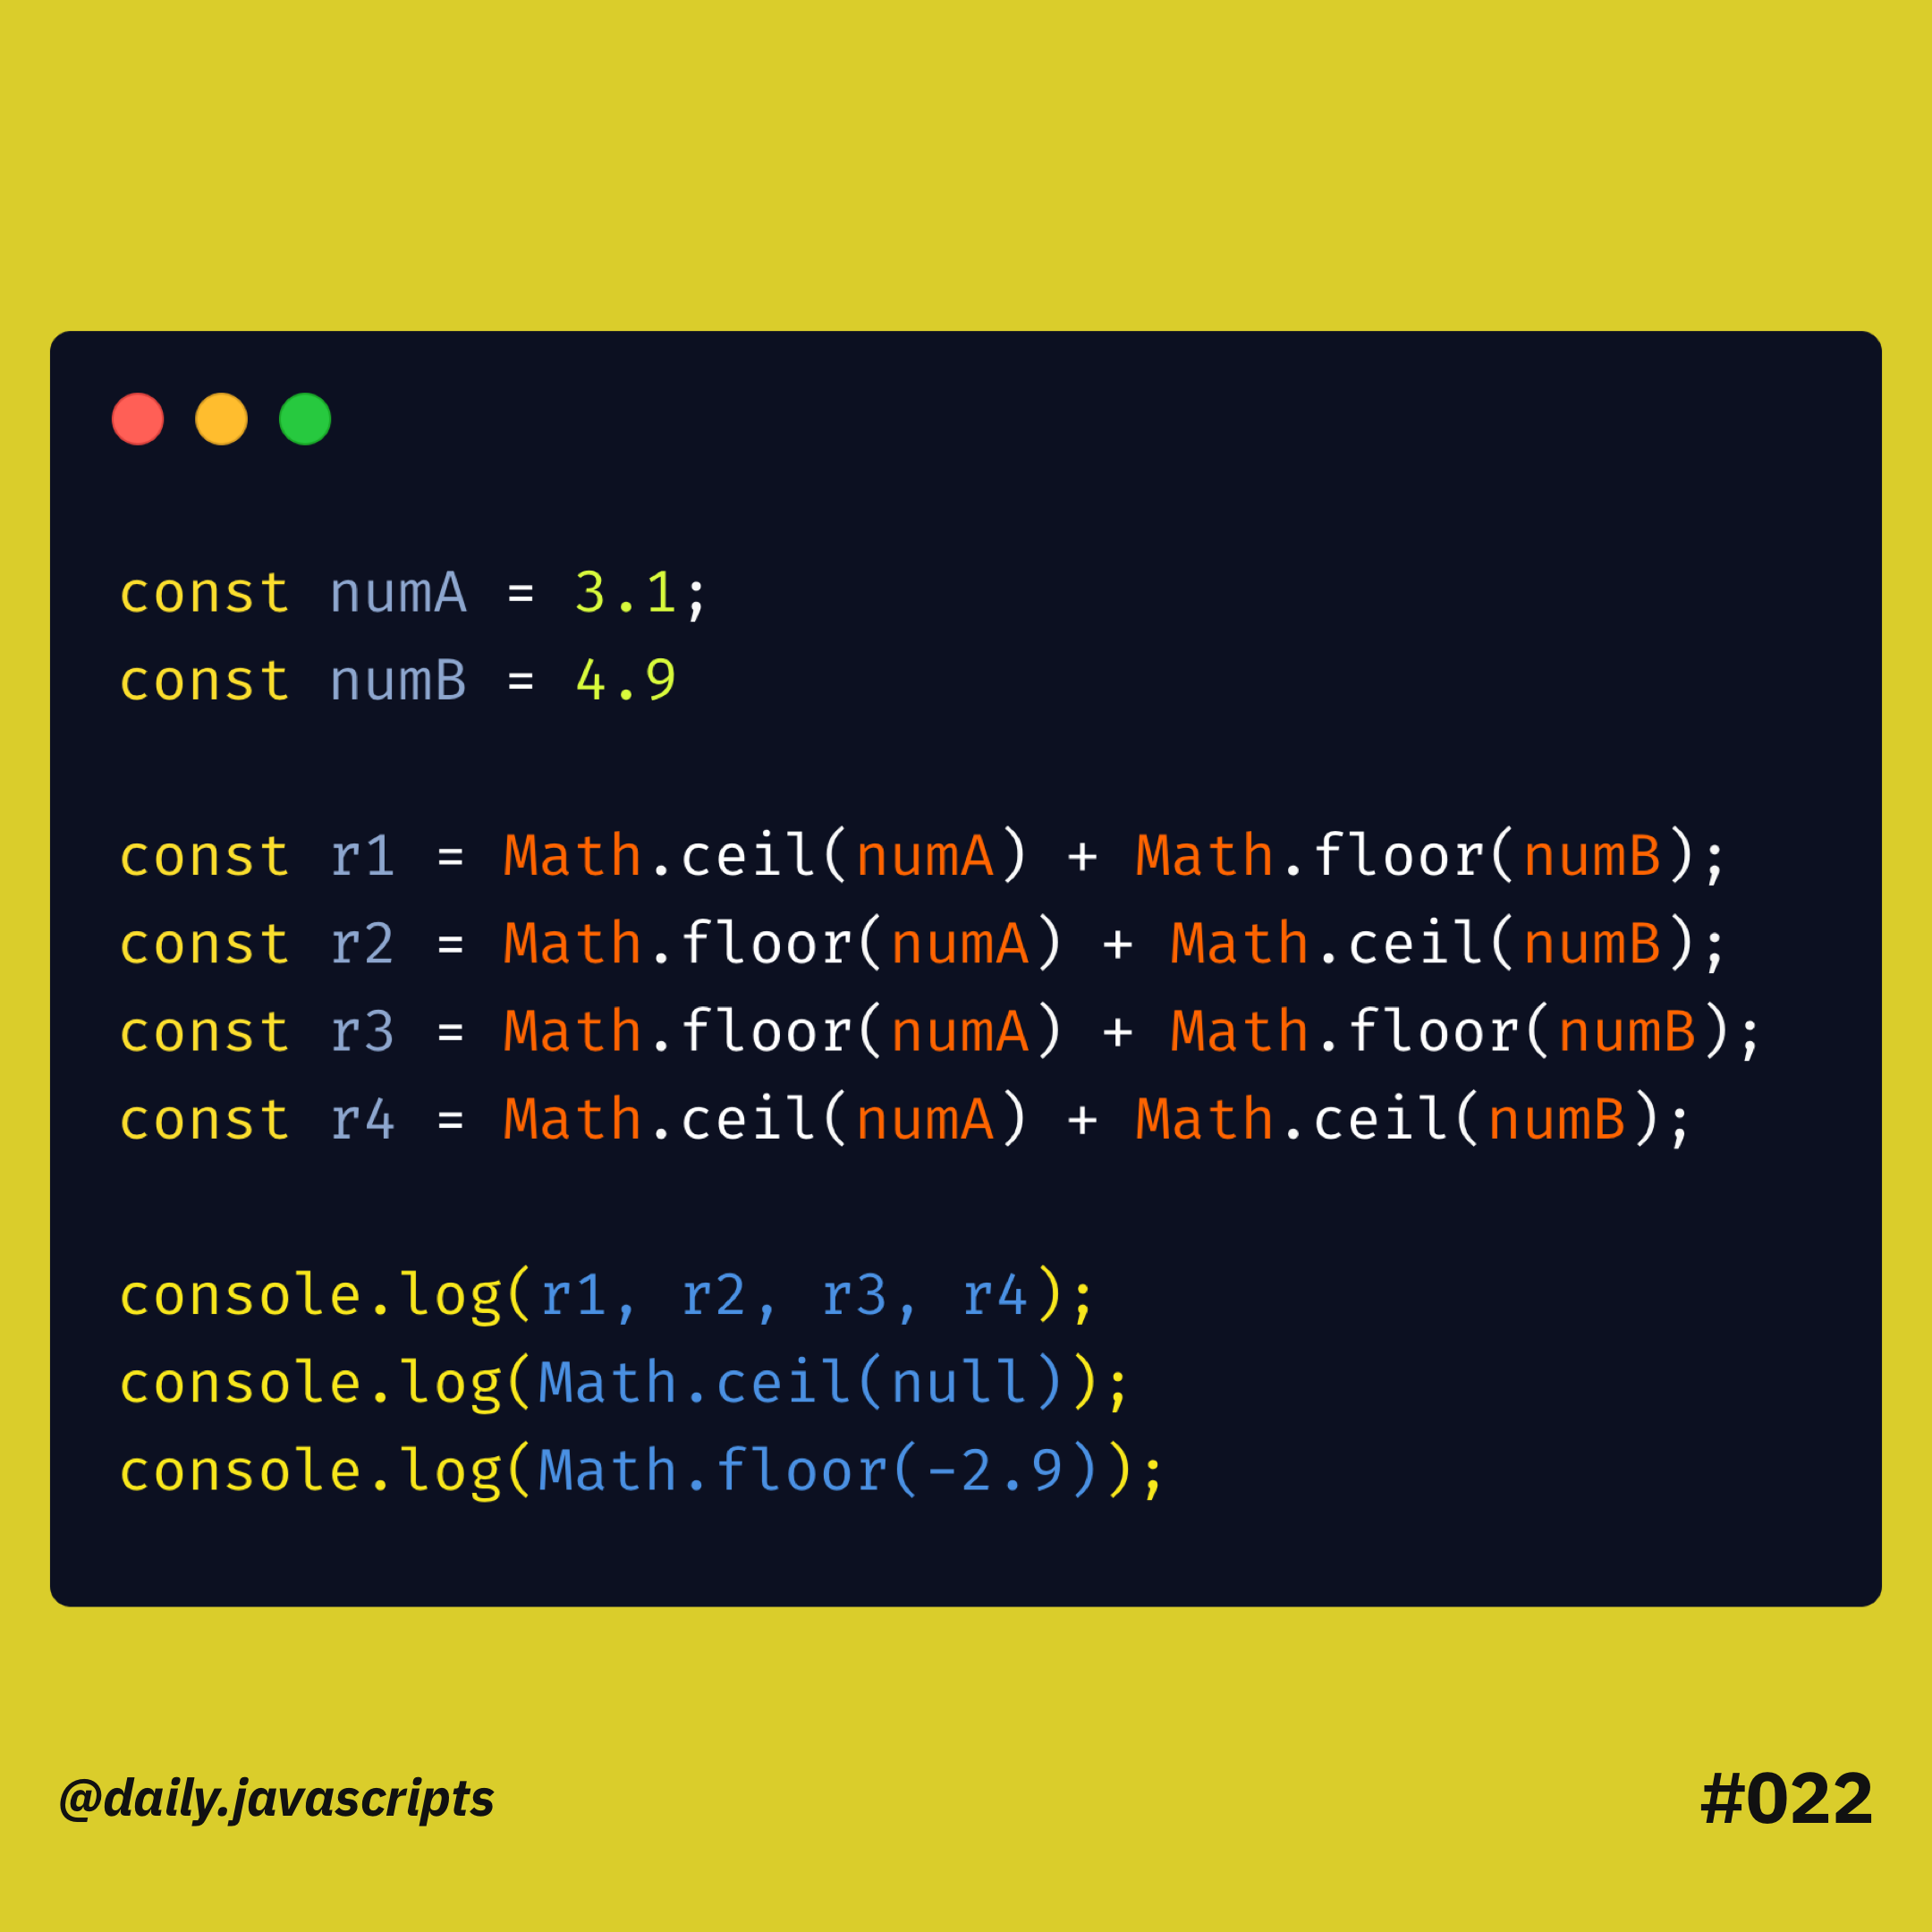 const numA = 3.1;
const numB = 4.9
const r1 = Math.ceil(numA) + Math.floor(numB);
const r2 = Math.floor(numA) + Math.ceil(numB);
const r3 = Math.floor(numA) + Math.floor(numB);
const r4 = Math.ceil(numA) + Math.ceil(numB);
console.log(r1, r2, r3, r4);
console.log(Math.ceil(null));
console.log(Math.floor(-2.9));
@daily.javascripts
#022